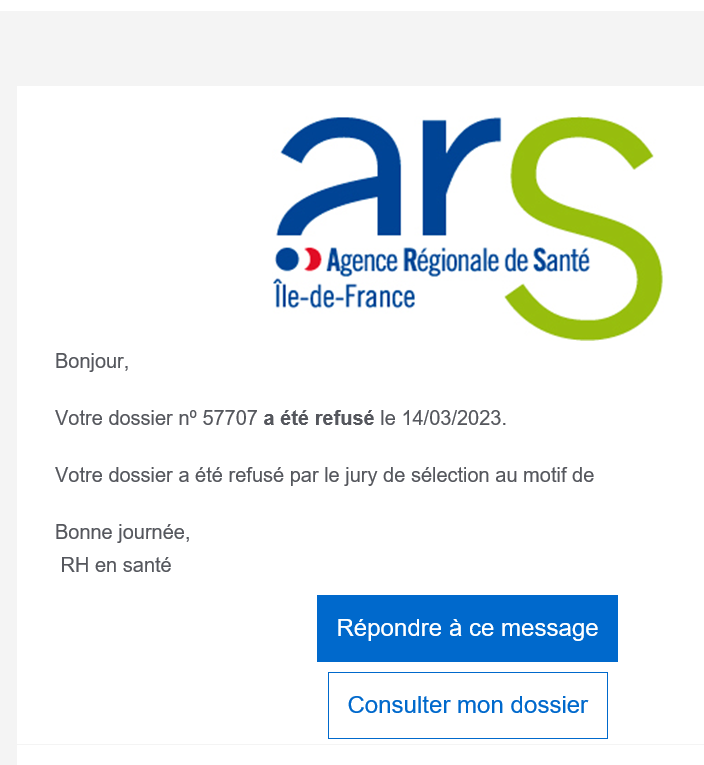 ars
Agence Régionale de Santé
Île-de-France
Bonjour,
Votre dossier nº 57707 a été refusé le 14/03/2023.
Votre dossier a été refusé par le jury de sélection au motif de
Bonne journée,
RH en santé
Répondre à ce message
Consulter mon dossier